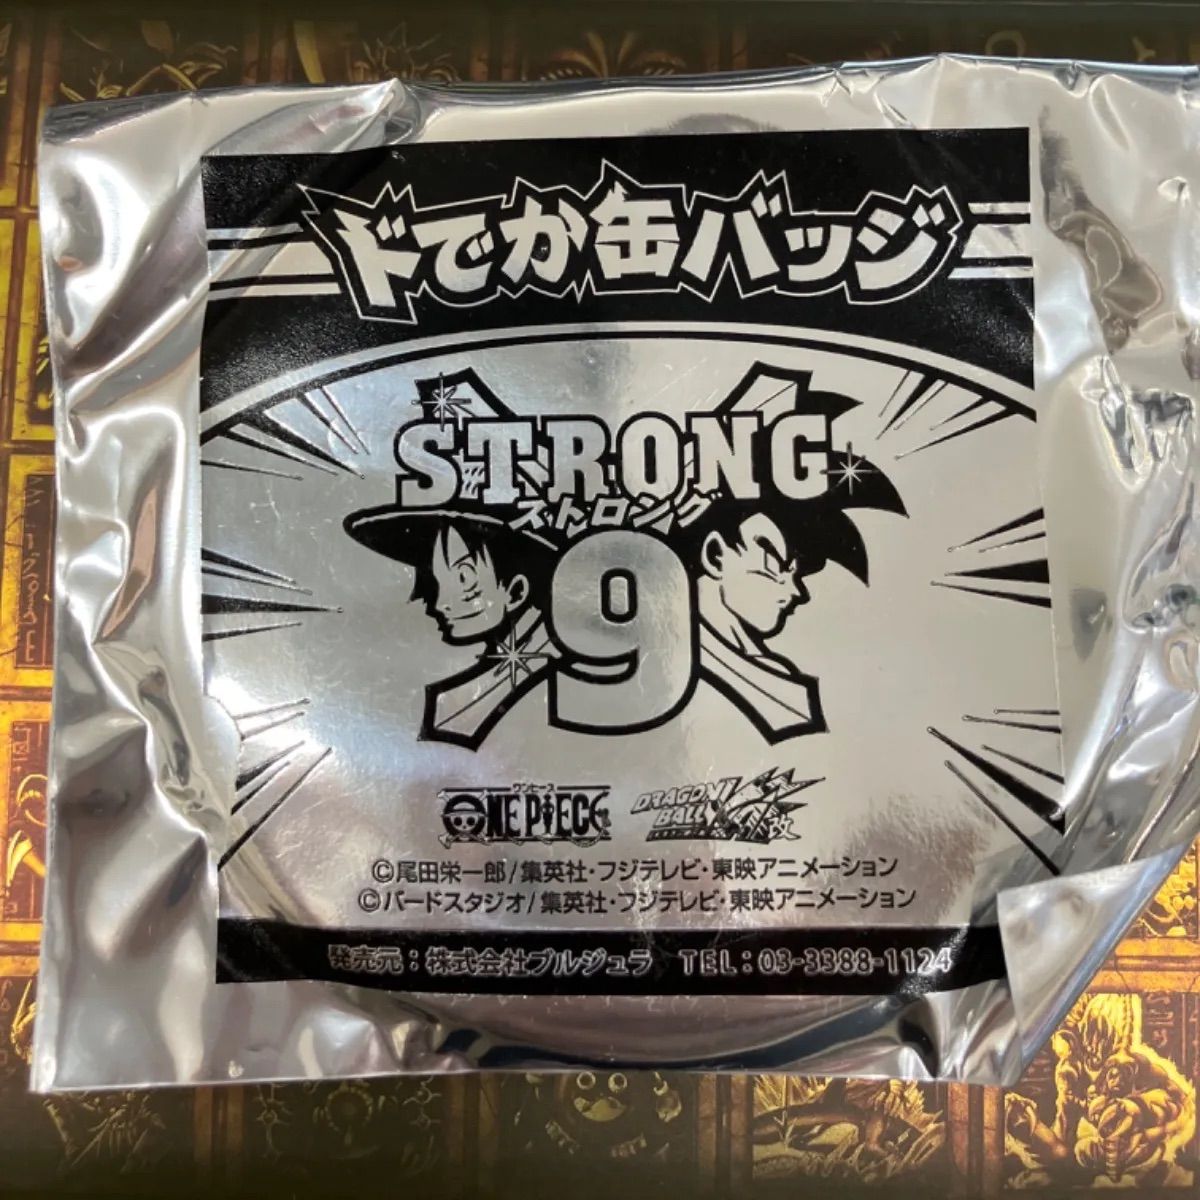 ドでか缶バッジ
STRONG
ストロング
9
ワンピース
ONE PIECE
DRAGON
BALL
改
©尾田栄一郎/集英社・フジテレビ・東映アニメーション
©バードスタジオ/集英社・フジテレビ・東映アニメーション
発売元：株式会社ブルジュラ TEL：03-3388-1124